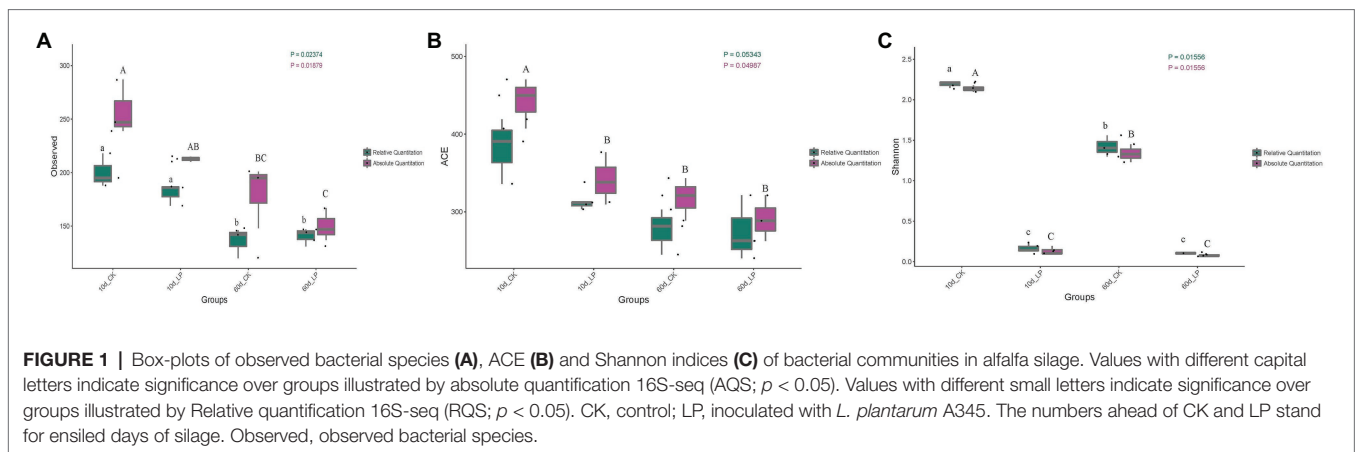 A
P = 0.02374
P = 0.01879
Observed
300
250
200
150
a
A
a
AB
b
BC
b
C
Relative Quantitation
Absolute Quantitation
10d_CK
10d_LP
60d_CK
60d_LP
Groups
B
P = 0.05343
P = 0.04987
ACE
500
400
300
A
B
B
B
Relative Quantitation
Absolute Quantitation
10d_CK
10d_LP
60d_CK
60d_LP
Groups
C
P = 0.01556
P = 0.01556
Shannon
2.5
2.0
1.5
1.0
0.5
0.0
a
A
c
C
b
B
c
C
Relative Quantitation
Absolute Quantitation
10d_CK
10d_LP
60d_CK
60d_LP
Groups
FIGURE 1 | Box-plots of observed bacterial species (A), ACE (B) and Shannon indices (C) of bacterial communities in alfalfa silage. Values with different capital
letters indicate significance over groups illustrated by absolute quantification 16S-seq (AQS; p < 0.05). Values with different small letters indicate significance over
groups illustrated by Relative quantification 16S-seq (RQS; p < 0.05). CK, control; LP, inoculated with L. plantarum A345. The numbers ahead of CK and LP stand
for ensiled days of silage. Observed, observed bacterial species.